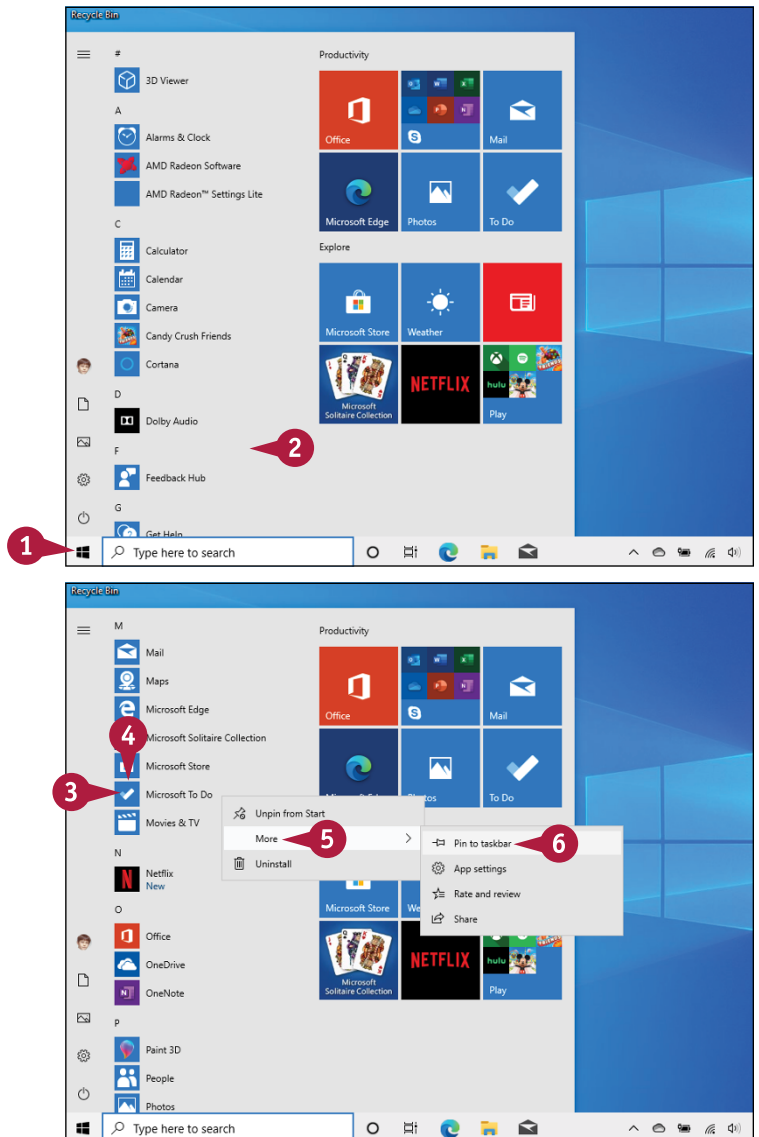 Recycle Bin
#
3D Viewer
A
Alarms & Clock
AMD Radeon Software
AMD Radeon™ Settings Lite
C
Calculator
Calendar
Camera
Candy Crush Friends
Cortana
D
Dolby Audio
F
Feedback Hub
G
Get Help
Productivity
Office
Mail
Microsoft Edge
Photos
To Do
Explore
Microsoft Store
Weather
Microsoft
Solitaire Collection
NETFLIX
hulu
Play
2
1
Type here to search
Recycle Bin
M
Mail
Maps
Microsoft Edge
Microsoft Solitaire Collection
Microsoft Store
Microsoft To Do
Movies & TV
N
Netflix
New
O
Office
OneDrive
OneNote
P
Paint 3D
People
Photos
4
3
Productivity
Office
Mail
To Do
Unpin from Start
More
5
Uninstall
Pin to taskbar
6
App settings
Rate and review
Share
Microsoft Store
Microsoft
Solitaire Collection
NETFLIX
hulu
Play
Type here to search